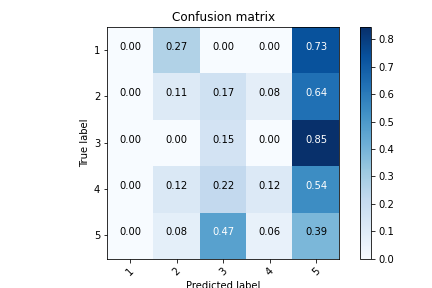 Confusion matrix
1 0.00 0.27 0.00 0.00 0.73
2 0.00 0.11 0.17 0.08 0.64
3 0.00 0.00 0.15 0.00 0.85
4 0.00 0.12 0.22 0.12 0.54
5 0.00 0.08 0.47 0.06 0.39
1 2 3 4 5
True label
Predicted label
0.8
0.7
0.6
0.5
0.4
0.3
0.2
0.1
0.0